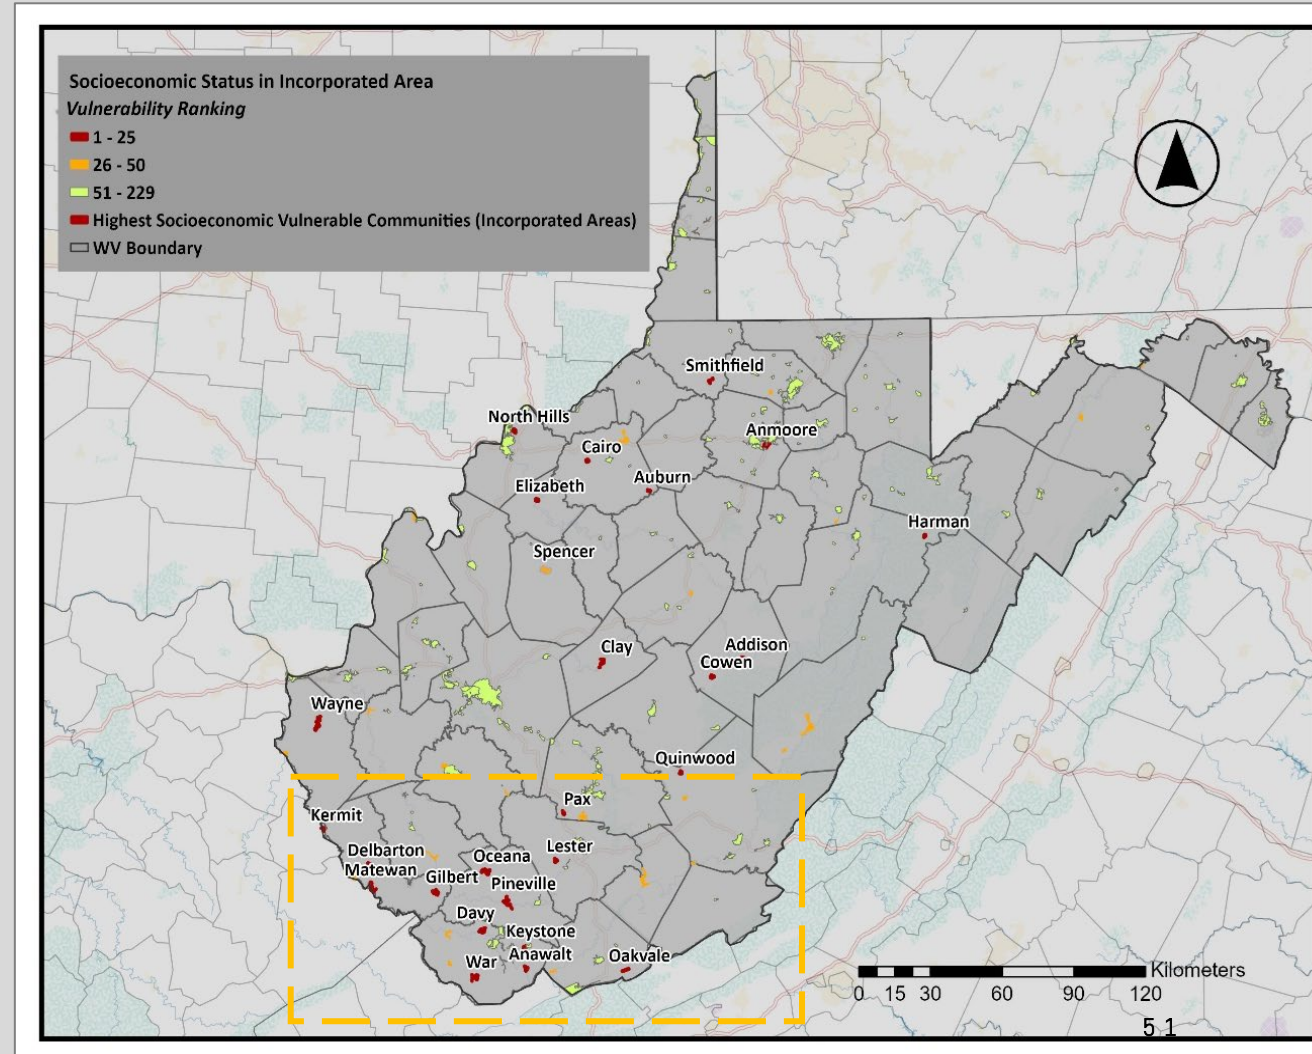 Socioeconomic Status in Incorporated Area
Vulnerability Ranking
1 - 25
26 - 50
51 - 229
Highest Socioeconomic Vulnerable Communities (Incorporated Areas)
WV Boundary
Smithfield
North Hills
Anmoore
Cairo
Auburn
Elizabeth
Harman
Spencer
Clay
Addison
Cowen
Wayne
Quinwood
Pax
Kermit
Lester
Delbarton
Oceana
Matewan
Gilbert
Pineville
Davy
Keystone
Anawalt
Oakvale
War
Kilometers
0 15 30 60 90 120
51